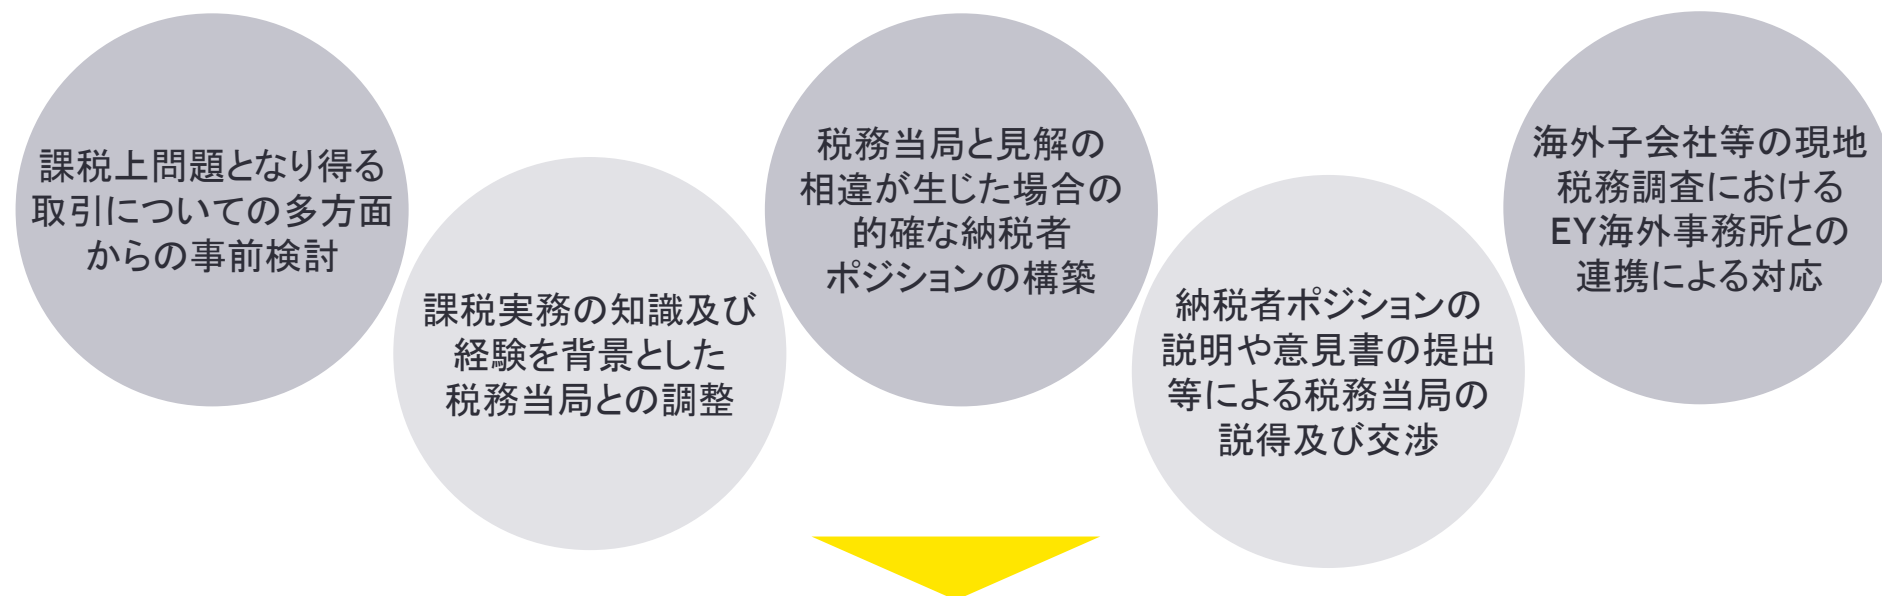 課税上問題となり得る
取引についての多方面
からの事前検討
課税実務の知識及び
経験を背景とした
税務当局との調整
税務当局と見解の
相違が生じた場合の
的確な納税者
ポジションの構築
納税者ポジションの
説明や意見書の提出
等による税務当局の
説得及び交渉
海外子会社等の現地
税務調査における
EY海外事務所との
連携による対応